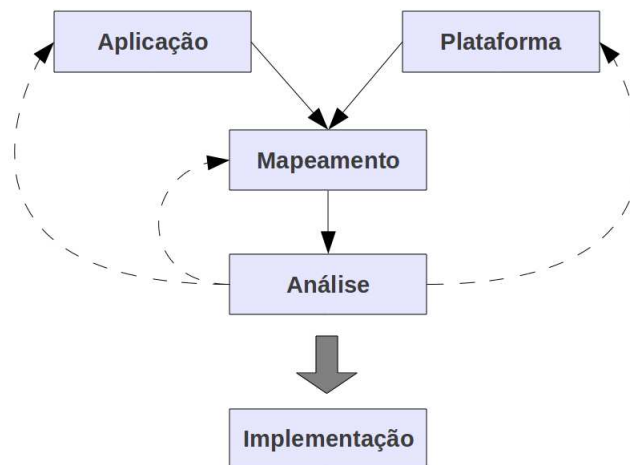 Aplicação
Plataforma
Mapeamento
Análise
Implementação